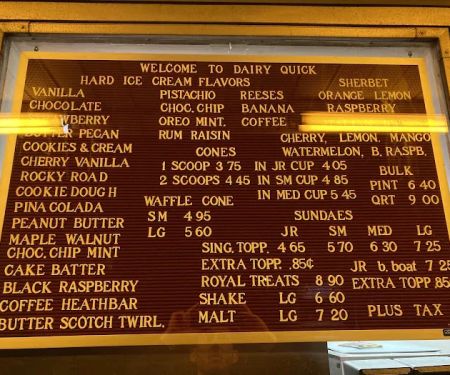 WELCOME TO DAIRY QUICK
HARD ICE CREAM FLAVORS
VANILLA
CHOCOLATE
WBERRY
BUTTER PECAN
COOKIES & CREAM
CHERRY VANILLA
ROCKY ROAD
COOKIE DOUGH
PINA COLADA
PEANUT BUTTER
MAPLE WALNUT
CHOC. CHIP MINT
CAKE BATTER
BLACK RASPBERRY
COFFEE HEATHBAR
BUTTER SCOTCH TWIRL.
PISTACHIO REESES
CHOC. CHIP BANANA
OREO MINT. COFFEE
RUM RAISIN
SHERBET
ORANGE LEMON
RASPBERRY
CHERRY, LEMON, MANGO
WATERMELON, B, RASPB,
CONES
1 SCOOP 3 75 IN JR CUP 4 05
2 SCOOPS 4 45 IN SM CUP 4 85
IN MED CUP 5 45
BULK
PINT 6 40
QRT 9 00
WAFFLE CONE
SM 4 95
LG 5 60
SUNDAES
JR SM MED LG
SING. TOPP. 4 65 5 70 6 30 7 25
EXTRA TOPP. .85¢ JR b. boat 7 25
ROYAL TREATS 8 90 EXTRA TOPP 85
SHAKE LG 6 60
MALT LG 7 20
PLUS TAX